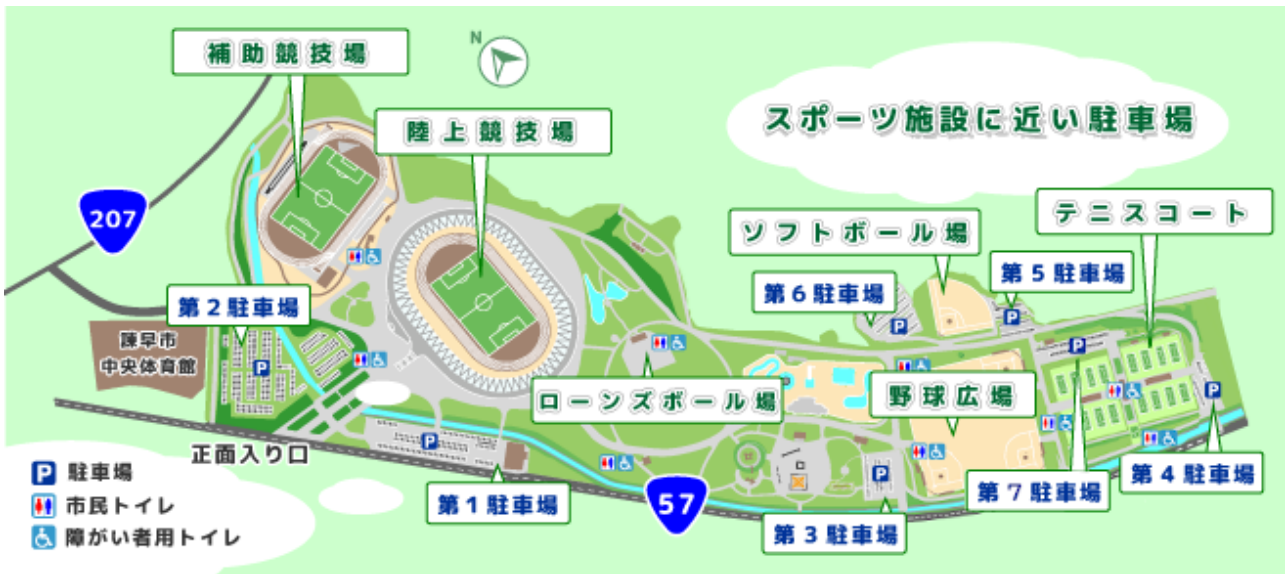 補助競技場
N
スポーツ施設に近い駐車場
陸上競技場
207
テニスコート
ソフトボール場
第5駐車場
第6駐車場
第2駐車場
諫早市
中央体育館
P
P
P
P
P
P
P
ローンズボール場
野球広場
正面入り口
P 駐車場
市民トイレ
障がい者用トイレ
第1駐車場
57
第3駐車場
第7駐車場
第4駐車場